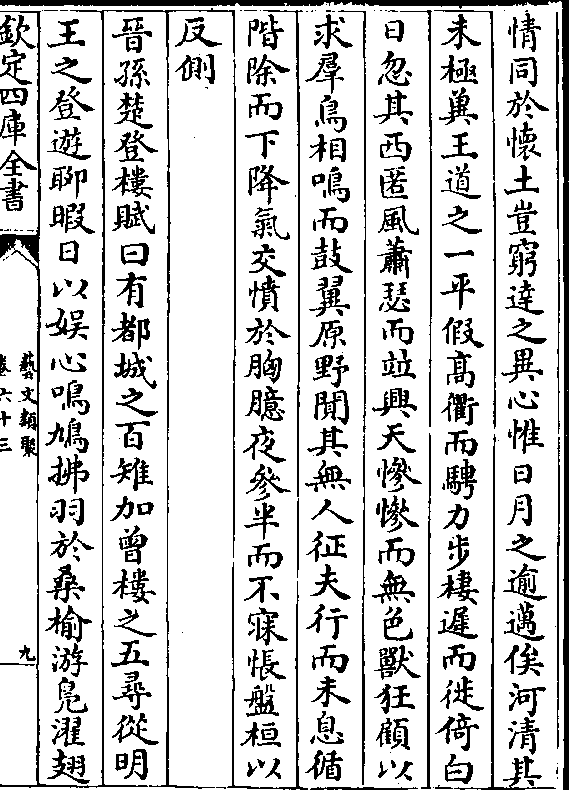 情同於懷土豈窮達之異心惟日月之逾邁俟河清其
未極冀王道之一平假髙衢而騁力步棲遲而徙倚白
日忽其西匿風蕭瑟而竝興天慘慘而無色獸狂顧以
求羣鳥相鳴而鼓翼原野闃其無人征夫行而未息循
階除而下降氣交憤於胸臆夜參半而不寐悵盤桓以
反側
晉孫楚登樓賦曰有都城之百雉加曾樓之五尋從明
王之登遊聊暇日以娱心鳴鳩拂羽於桑榆游鳬濯翅
欽定四庫全書
藝文類聚
卷六十三
九